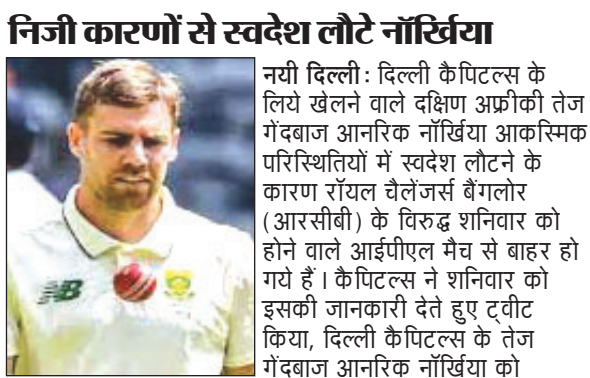 निजी कारणों से स्वदेश लौटे नॉर्खिया
नयी दिल्ली: दिल्ली कैपिटल्स के
लिये खेलने वाले दक्षिण अफ्रीकी तेज
गेंदबाज आनरिक नॉर्खिया आकस्मिक
परिस्थितियों में स्वदेश लौटने के
कारण रॉयल चैलेंजर्स बैंगलोर
(आरसीबी) के विरुद्ध शनिवार को
होने वाले आईपीएल मैच से बाहर हो
गये हैं। कैपिटल्स ने शनिवार को
इसकी जानकारी देते हुए ट्वीट
किया, दिल्ली कैपिटल्स के तेज
गेंदबाज आनरिक नॉर्खिया को
NB